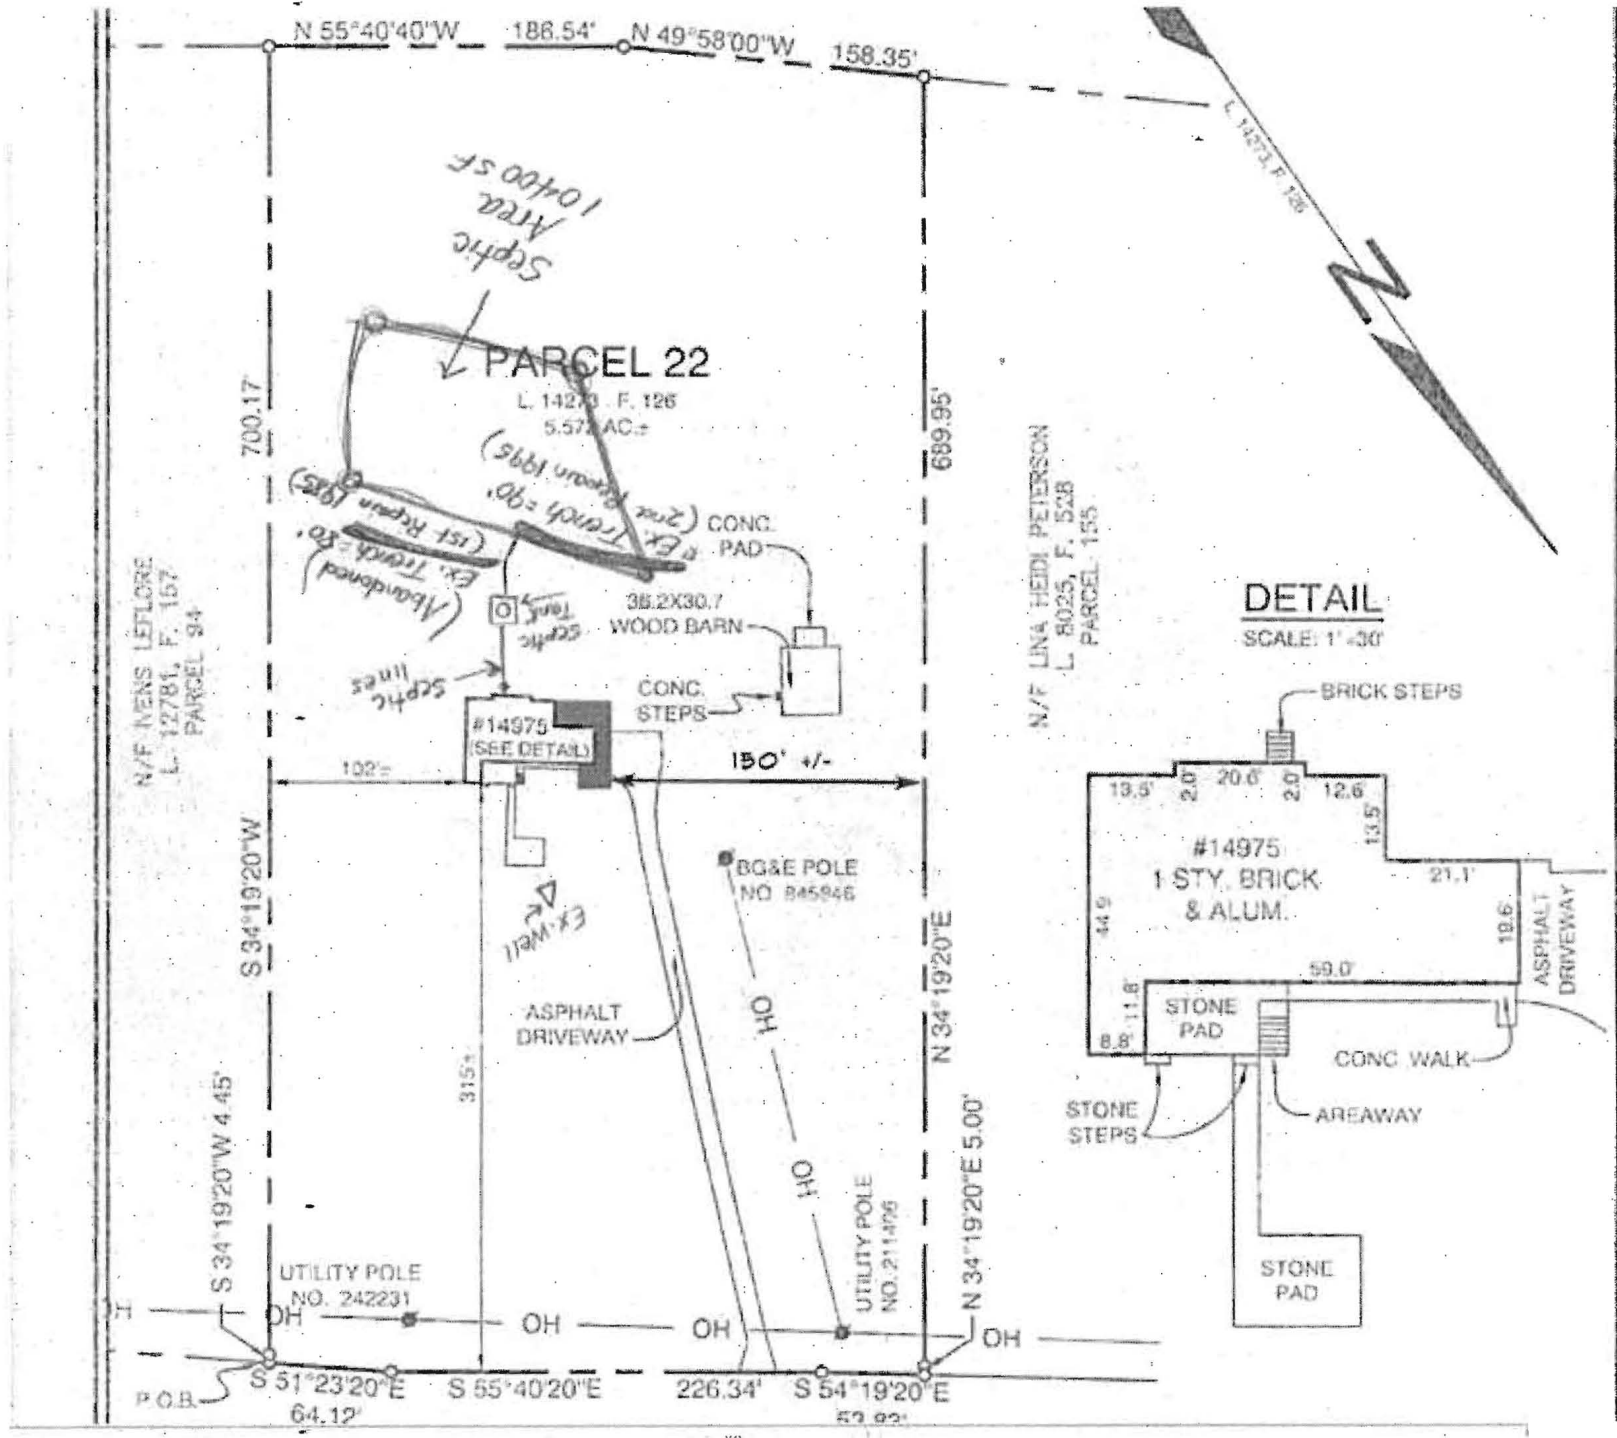 N 55°40'40"W 186.54' N 49°58'00"W 158.35'
L. 14273, F. 126
N
Septic
Area
10400 SF
PARCEL 22
L. 14273 F. 126
5.572 AC.±
700.17'
689.95'
Ex. Trench = 90'
(2nd Repair 1995)
(Abandoned
Ex. Trench = 80'
(1st Repair 1985)
CONC.
PAD
Septic
Tank
36.2X30.7
WOOD BARN
Septic
lines
CONC.
STEPS
#14975
(SEE DETAIL)
102'±
150' +/-
N/F KENS LEFLORE
L. 12781, F. 157
PARCEL 94
N/F LINA HEIDI PETERSON
L. 8025, F. 528
PARCEL 155
S 34°19'20"W
N 34°19'20"E
BG&E POLE
NO. 845846
Ex. Well
ASPHALT
DRIVEWAY
OH
OH
315'±
S 34°19'20"W 4.45'
N 34°19'20"E 5.00'
UTILITY POLE
NO. 242231
UTILITY POLE
NO. 211406
OH OH OH OH OH
P.O.B.
S 51°23'20"E
64.12'
S 55°40'20"E 226.34'
S 54°19'20"E
DETAIL
SCALE: 1"=30'
BRICK STEPS
13.5' 2.0' 20.6' 2.0' 12.6'
13.5'
#14975
1 STY. BRICK
& ALUM.
21.1'
44.9'
19.6'
ASPHALT
DRIVEWAY
59.0'
11.8'
STONE
PAD
8.8'
CONC. WALK
STONE
STEPS
AREAWAY
STONE
PAD